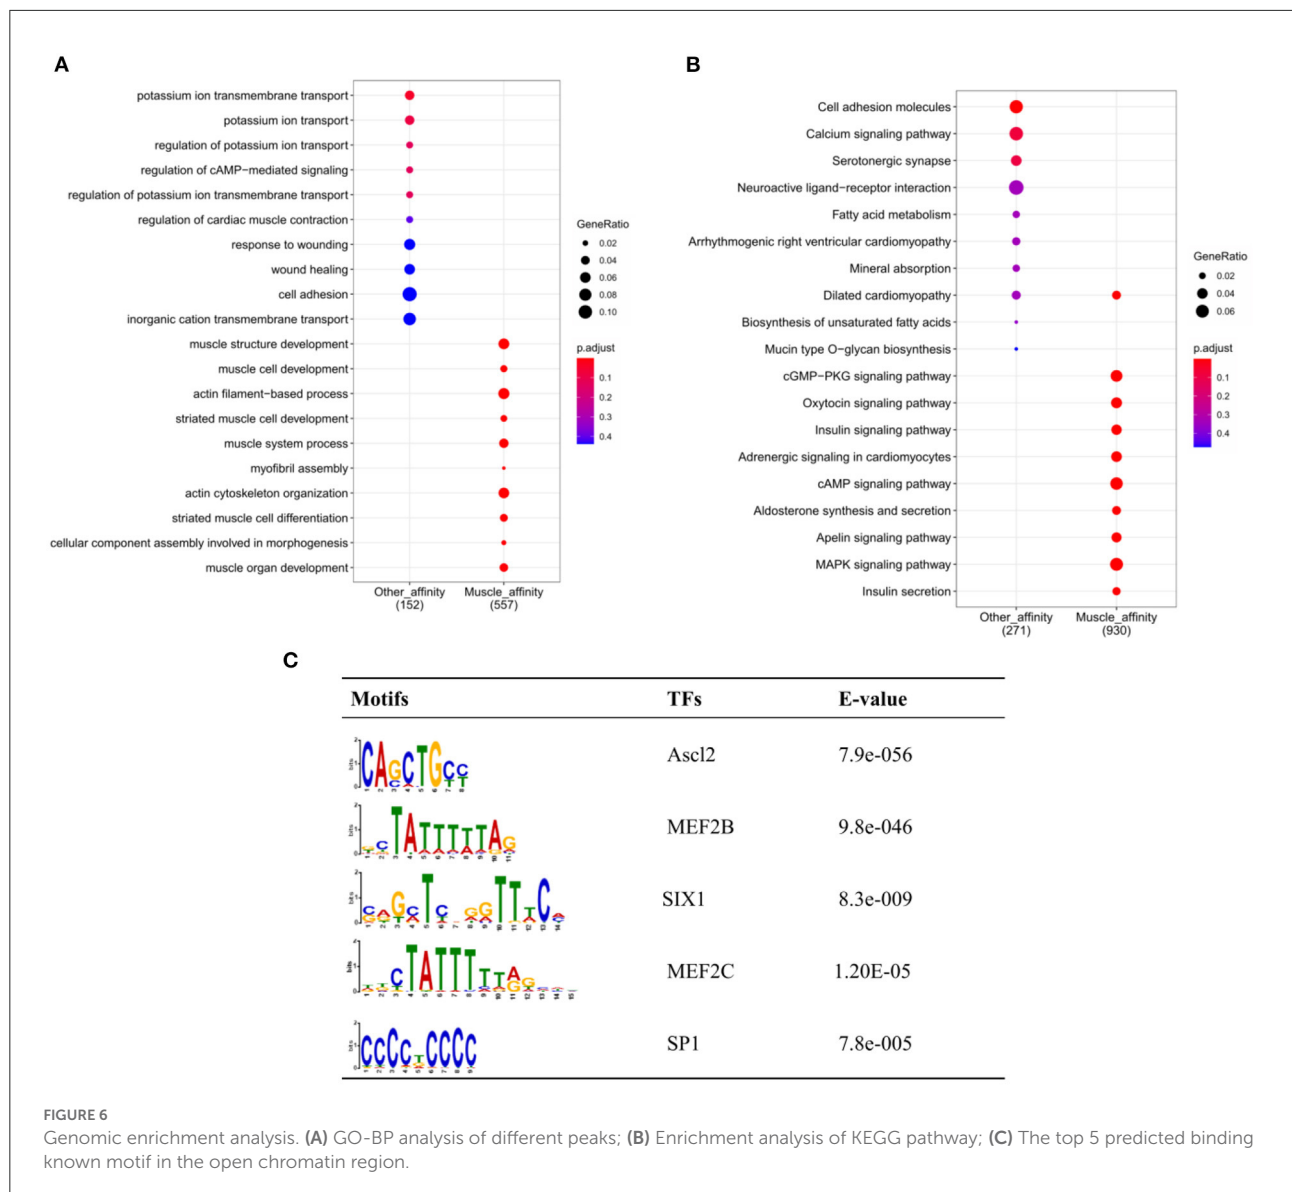 A
potassium ion transmembrane transport
potassium ion transport
regulation of potassium ion transport
regulation of cAMP−mediated signaling
regulation of potassium ion transmembrane transport
regulation of cardiac muscle contraction
response to wounding
wound healing
cell adhesion
inorganic cation transmembrane transport
muscle structure development
muscle cell development
actin filament−based process
striated muscle cell development
muscle system process
myofibril assembly
actin cytoskeleton organization
striated muscle cell differentiation
cellular component assembly involved in morphogenesis
muscle organ development
Other_affinity
(152)
Muscle_affinity
(557)
GeneRatio
0.02
0.04
0.06
0.08
0.10
p.adjust
0.1
0.2
0.3
0.4
B
Cell adhesion molecules
Calcium signaling pathway
Serotonergic synapse
Neuroactive ligand−receptor interaction
Fatty acid metabolism
Arrhythmogenic right ventricular cardiomyopathy
Mineral absorption
Dilated cardiomyopathy
Biosynthesis of unsaturated fatty acids
Mucin type O−glycan biosynthesis
cGMP−PKG signaling pathway
Oxytocin signaling pathway
Insulin signaling pathway
Adrenergic signaling in cardiomyocytes
cAMP signaling pathway
Aldosterone synthesis and secretion
Apelin signaling pathway
MAPK signaling pathway
Insulin secretion
Other_affinity
(271)
Muscle_affinity
(930)
GeneRatio
0.02
0.04
0.06
p.adjust
0.1
0.2
0.3
0.4
C
Motifs TFs E-value
Ascl2 7.9e-056
MEF2B 9.8e-046
SIX1 8.3e-009
MEF2C 1.20E-05
SP1 7.8e-005
FIGURE 6
Genomic enrichment analysis. (A) GO-BP analysis of different peaks; (B) Enrichment analysis of KEGG pathway; (C) The top 5 predicted binding
known motif in the open chromatin region.